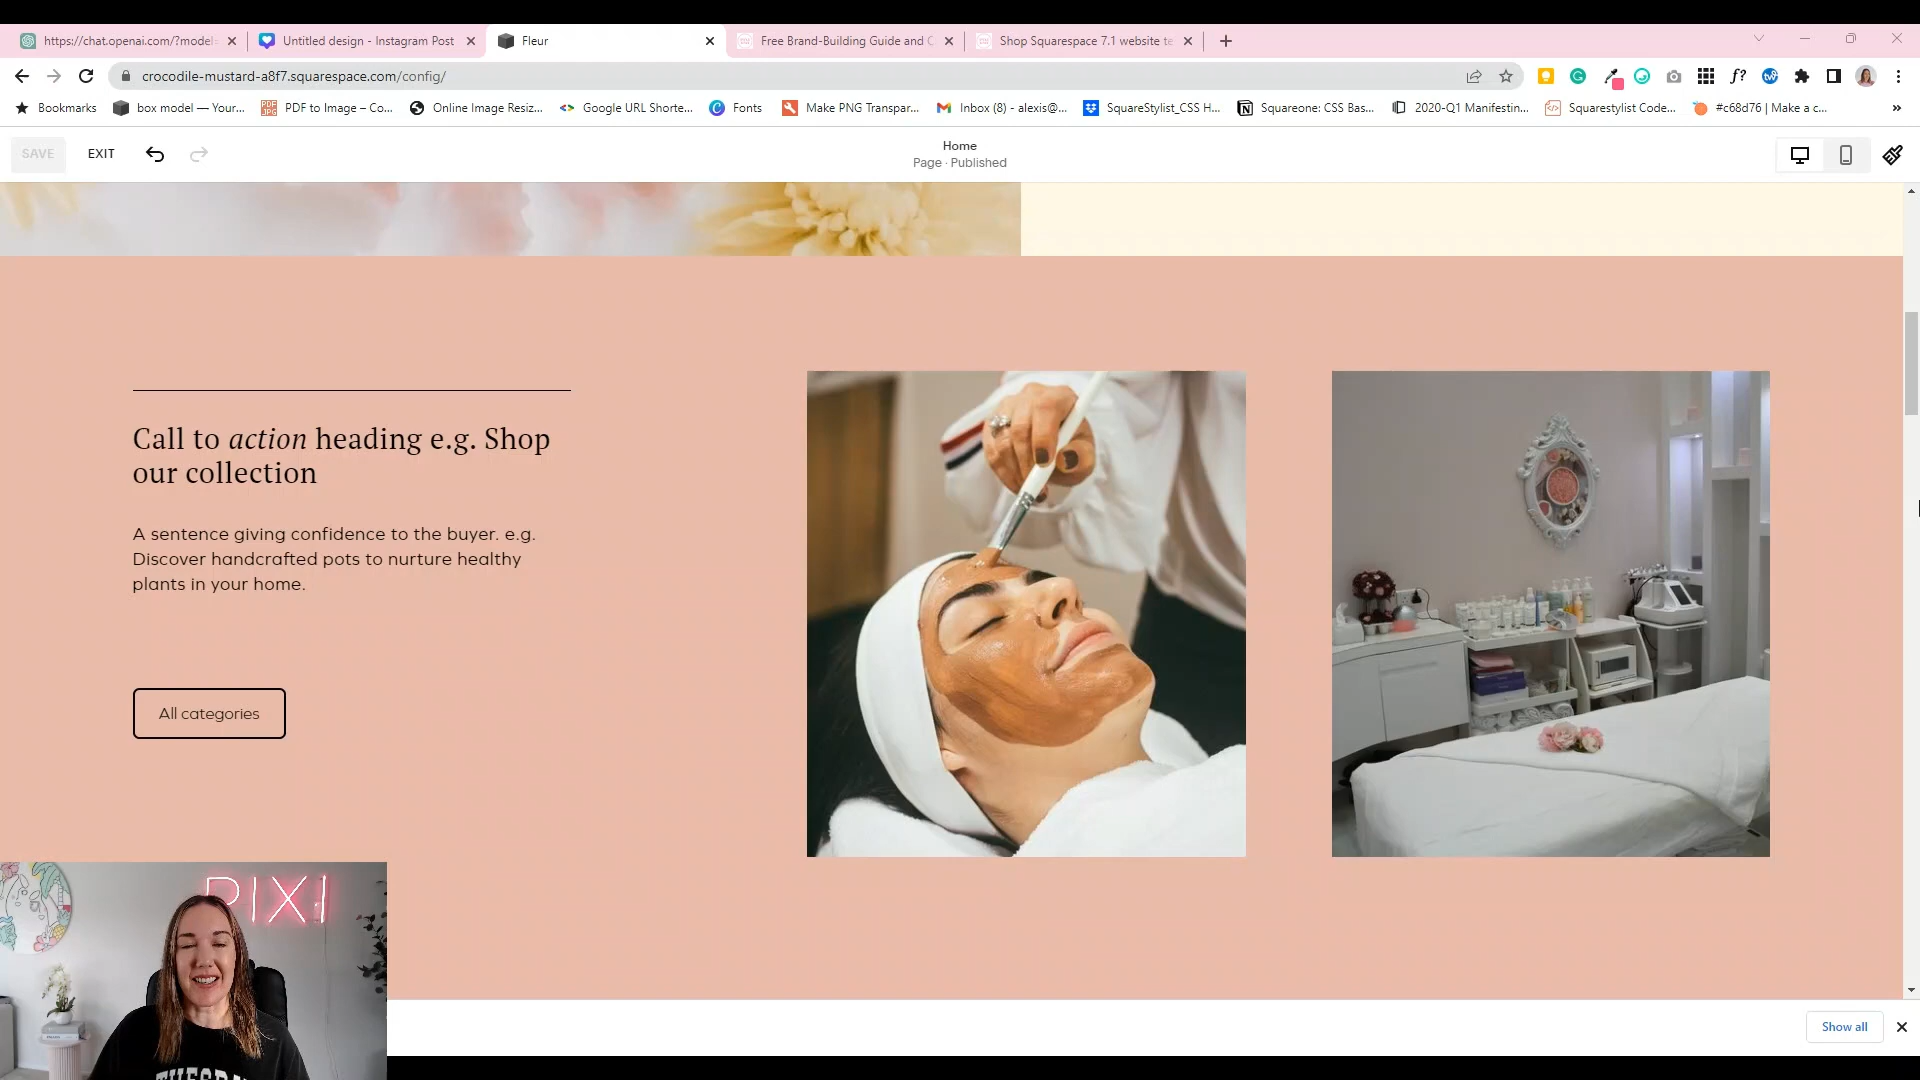 https://chat.openai.com/?model=
Untitled design - Instagram Post
Fleur
Free Brand-Building Guide and C
Shop Squarespace 7.1 website te
crocodile-mustard-a8f7.squarespace.com/config/
Bookmarks
box model — Your...
PDF to Image – Co...
Online Image Resiz...
Google URL Shorte...
Fonts
Make PNG Transpar...
Inbox (8) - alexis@...
SquareStylist_CSS H...
Squareone: CSS Bas...
2020-Q1 Manifestin...
Squarestylist Code...
#c68d76 | Make a c...
SAVE
EXIT
Home
Page · Published
Call to action heading e.g. Shop
our collection
A sentence giving confidence to the buyer. e.g.
Discover handcrafted pots to nurture healthy
plants in your home.
All categories
PIXI
Show all